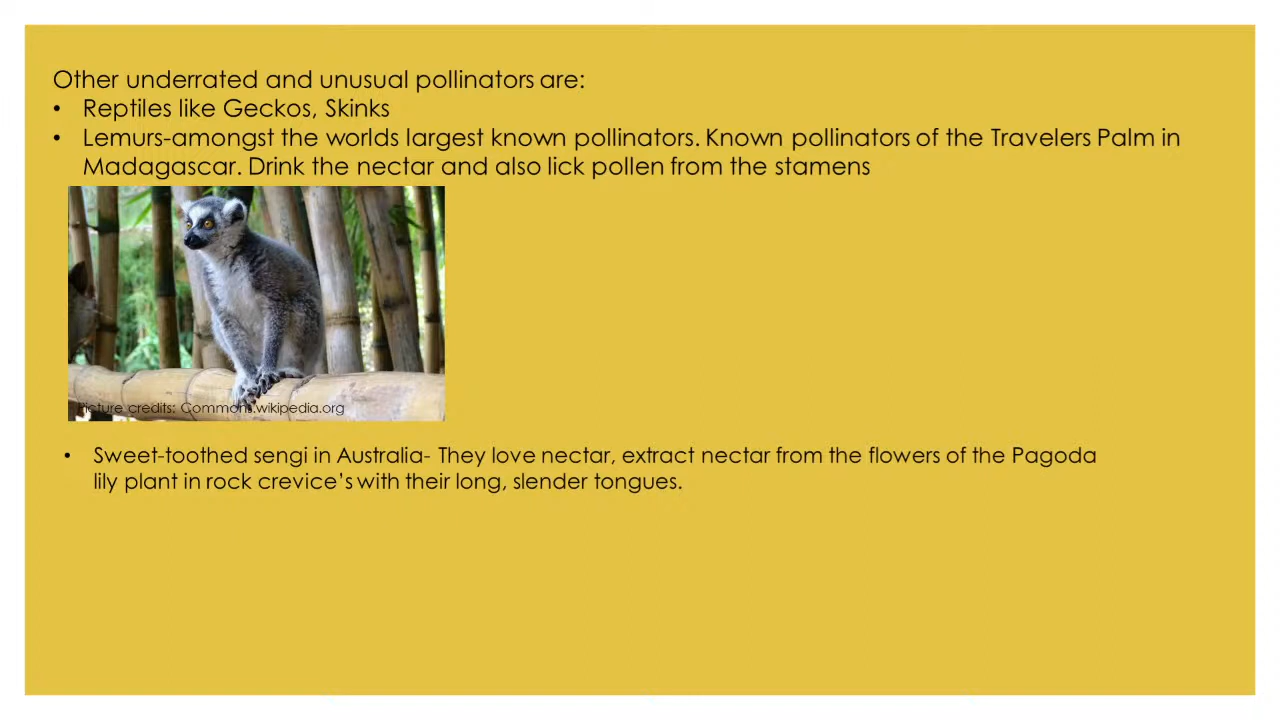 Other underrated and unusual pollinators are:
• Reptiles like Geckos, Skinks
• Lemurs-amongst the worlds largest known pollinators. Known pollinators of the Travelers Palm in
Madagascar. Drink the nectar and also lick pollen from the stamens
Picture credits: Commons.wikipedia.org
• Sweet-toothed sengi in Australia- They love nectar, extract nectar from the flowers of the Pagoda
lily plant in rock crevice’s with their long, slender tongues.